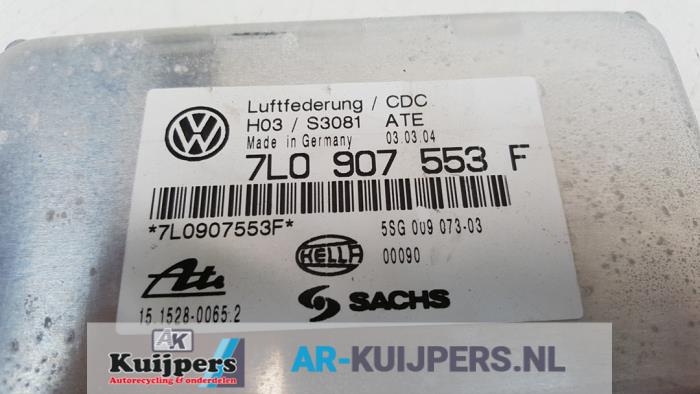 Luftfederung / CDC
H03 / S3081 ATE
Made in Germany 03.03.04
7L0 907 553 F
*7L0907553F*
5SG 009 073-03
HELLA
00090
Ate
SACHS
15.1528-0065.2
AK
Kuijpers
Autorecycling & onderdelen
AR-KUIJPERS.NL